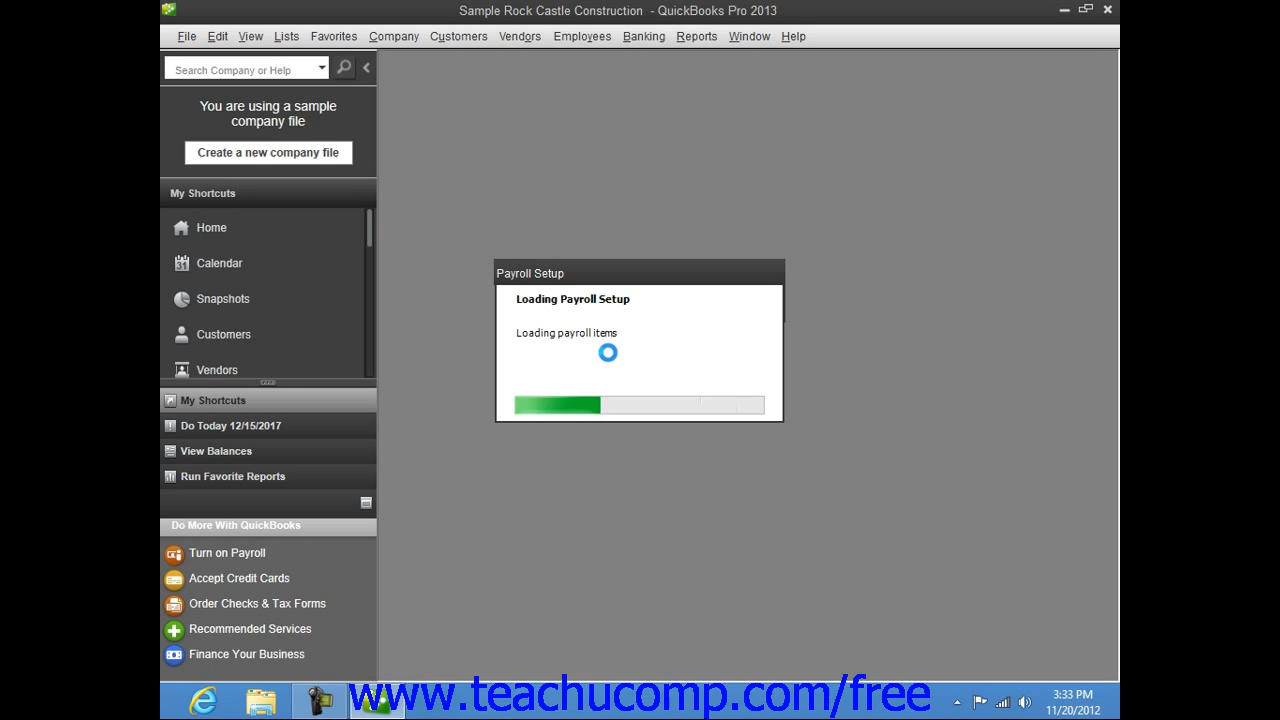 Sample Rock Castle Construction - QuickBooks Pro 2013
File Edit View Lists Favorites Company Customers Vendors Employees Banking Reports Window Help
Search Company or Help
You are using a sample
company file
Create a new company file
My Shortcuts
Home
31
Calendar
Snapshots
Customers
Vendors
My Shortcuts
Do Today 12/15/2017
View Balances
Run Favorite Reports
Do More With QuickBooks
Turn on Payroll
Accept Credit Cards
Order Checks & Tax Forms
Recommended Services
Finance Your Business
Payroll Setup
Loading Payroll Setup
Loading payroll items
www.teachucomp.com/free
3:33 PM
11/20/2012